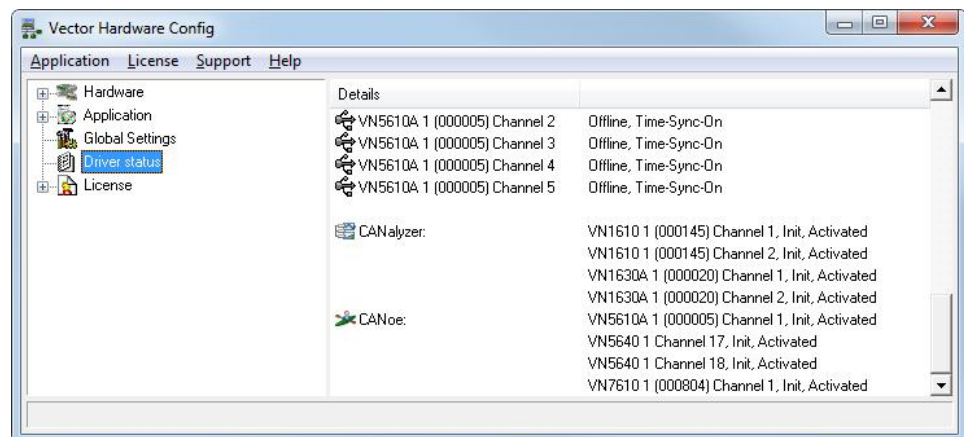 Vector Hardware Config
Application License Support Help
Hardware
Application
Global Settings
Driver status
License
Details
VN5610A 1 (000005) Channel 2 Offline, Time-Sync-On
VN5610A 1 (000005) Channel 3 Offline, Time-Sync-On
VN5610A 1 (000005) Channel 4 Offline, Time-Sync-On
VN5610A 1 (000005) Channel 5 Offline, Time-Sync-On
CANalyzer: VN1610 1 (000145) Channel 1, Init, Activated
VN1610 1 (000145) Channel 2, Init, Activated
VN1630A 1 (000020) Channel 1, Init, Activated
VN1630A 1 (000020) Channel 2, Init, Activated
CANoe: VN5610A 1 (000005) Channel 1, Init, Activated
VN5640 1 Channel 17, Init, Activated
VN5640 1 Channel 18, Init, Activated
VN7610 1 (000804) Channel 1, Init, Activated